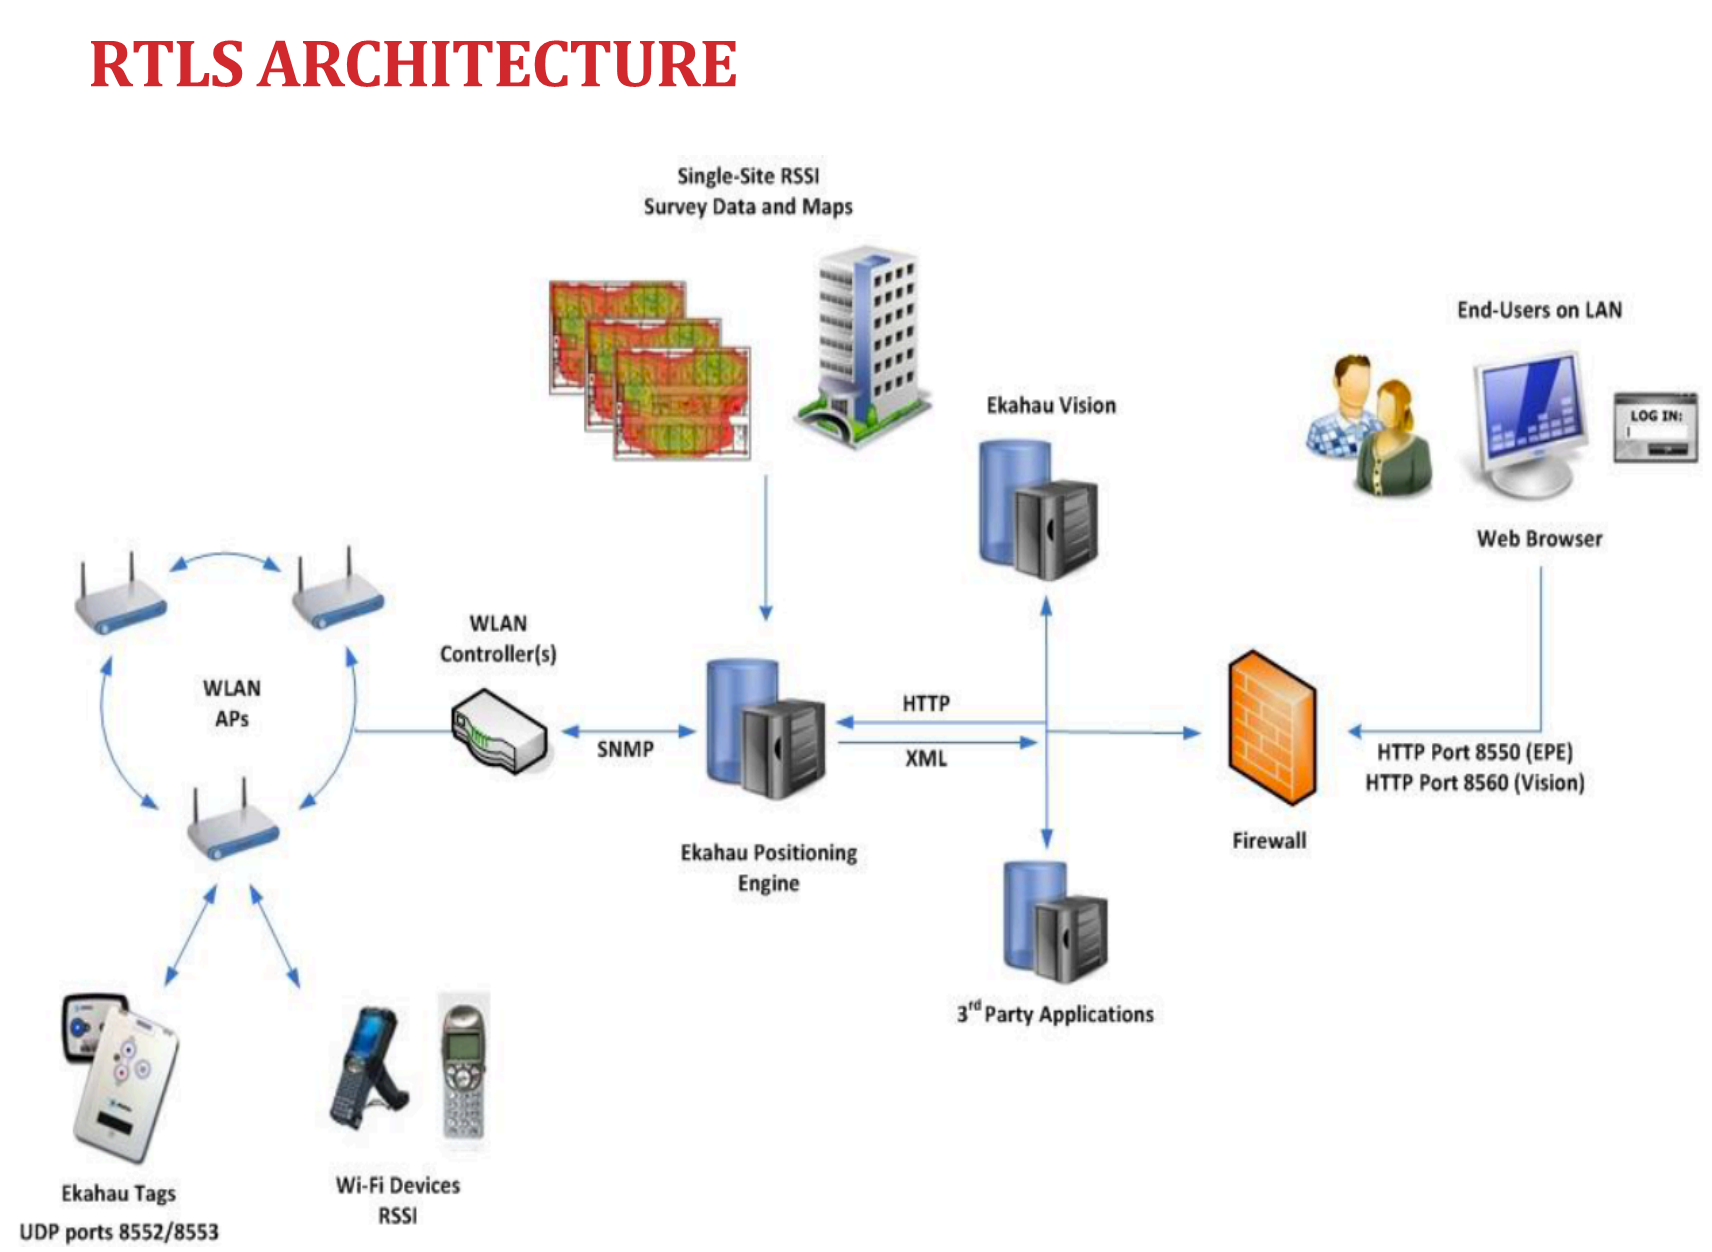 RTLS ARCHITECTURE
Single-Site RSSI
Survey Data and Maps
End-Users on LAN
LOG IN:
Ekahau Vision
Web Browser
WLAN
Controller(s)
WLAN
APs
HTTP
SNMP
XML
HTTP Port 8550 (EPE)
HTTP Port 8560 (Vision)
Firewall
Ekahau Positioning
Engine
3rd Party Applications
Ekahau Tags
UDP ports 8552/8553
Wi-Fi Devices
RSSI